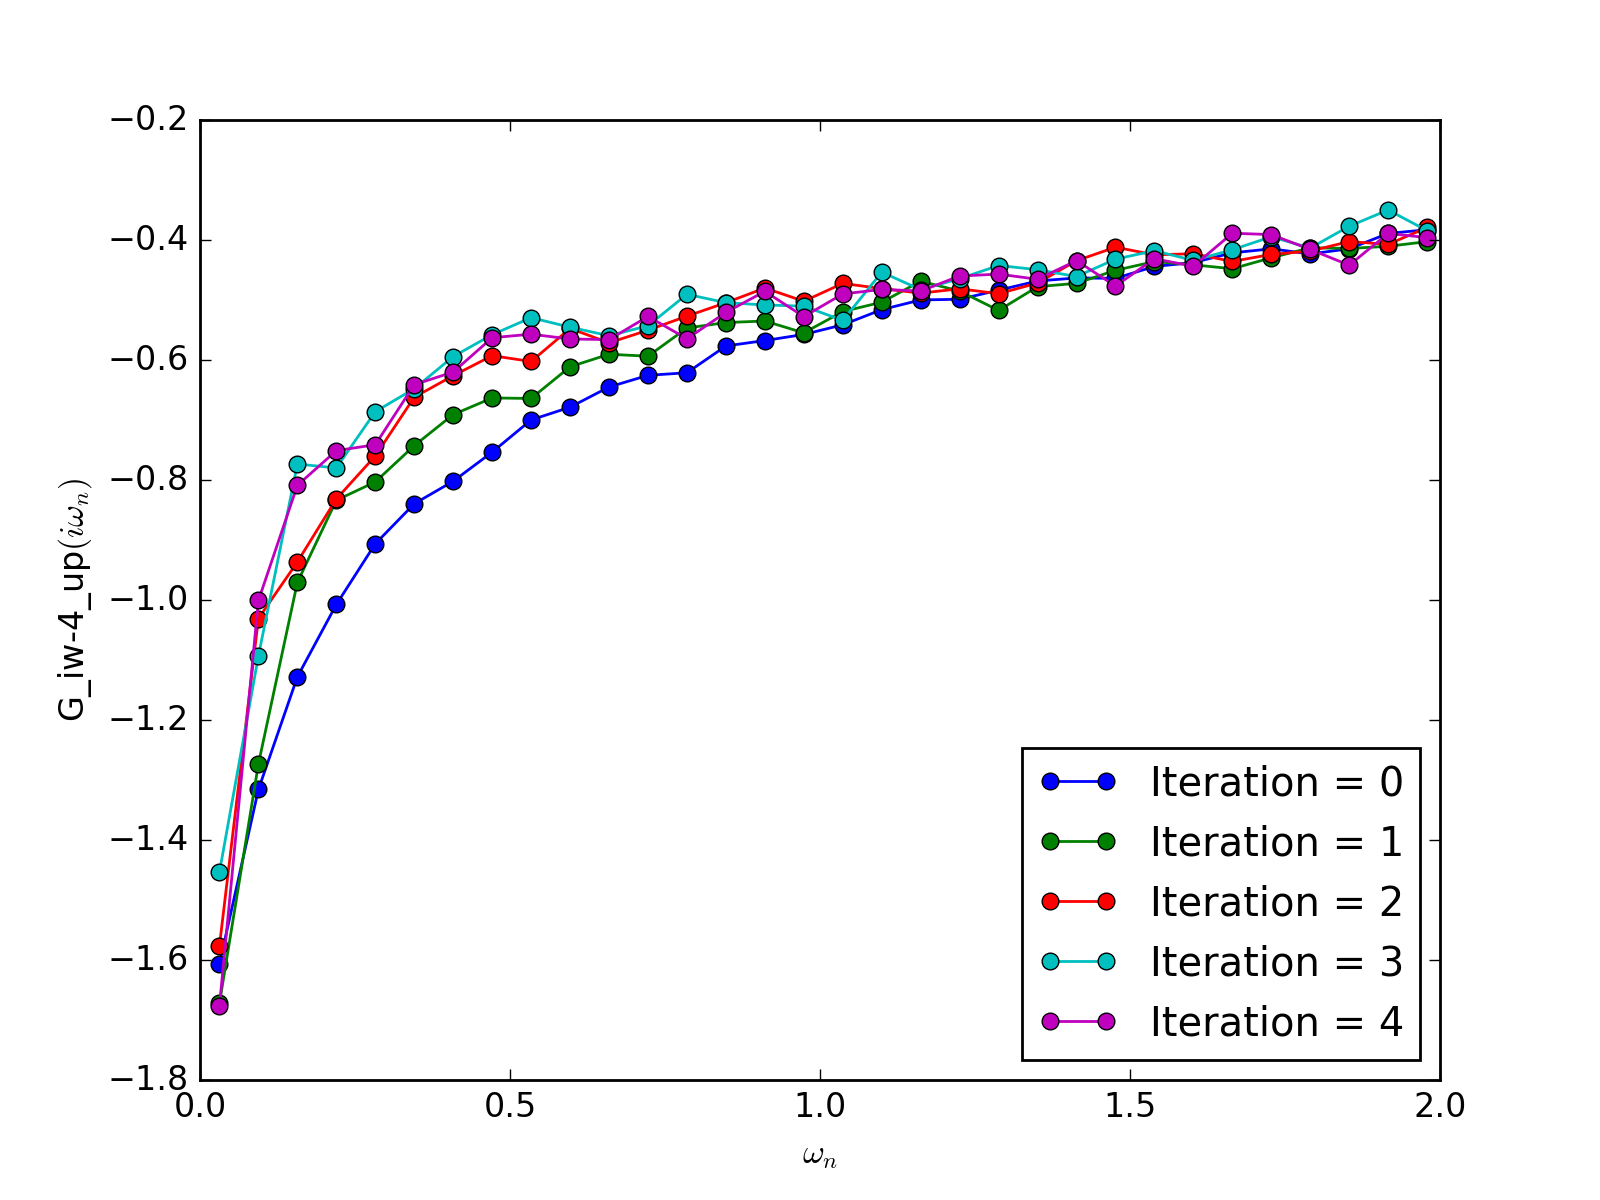 −0.2
−0.4
−0.6
−0.8
−1.0
−1.2
−1.4
−1.6
−1.8
0.0
0.5
1.0
1.5
2.0
G_iw-4_up(iωₙ)
ωₙ
Iteration = 0
Iteration = 1
Iteration = 2
Iteration = 3
Iteration = 4